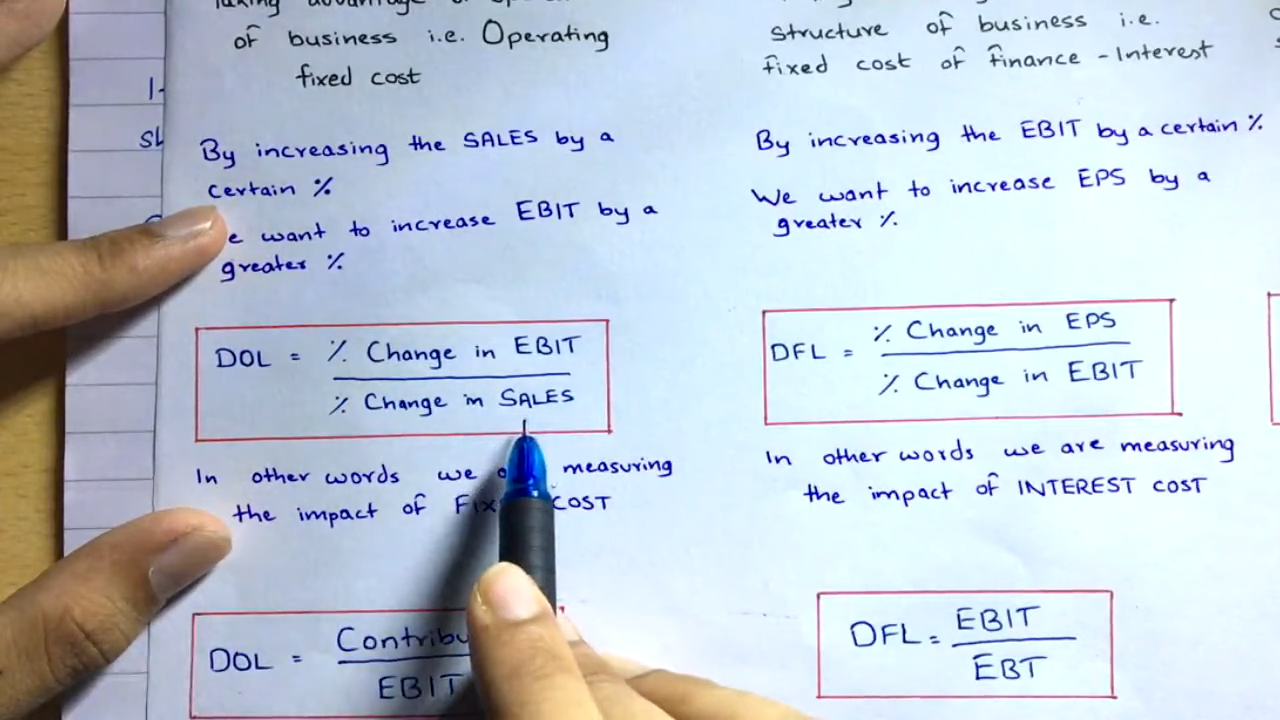 of business i.e. Operating
fixed cost
By increasing the SALES by a
certain %
e want to increase EBIT by a
greater %
DOL = % Change in EBIT
% Change in SALES
In other words we measuring
the impact of COST
DOL =
EBIT
structure of business i.e.
fixed cost of finance - Interest
By increasing the EBIT by a certain %
We want to increase EPS by a
greater %.
DFL = % Change in EPS
% Change in EBIT
In other words we are measuring
the impact of INTEREST COST
DFL = EBIT
EBT